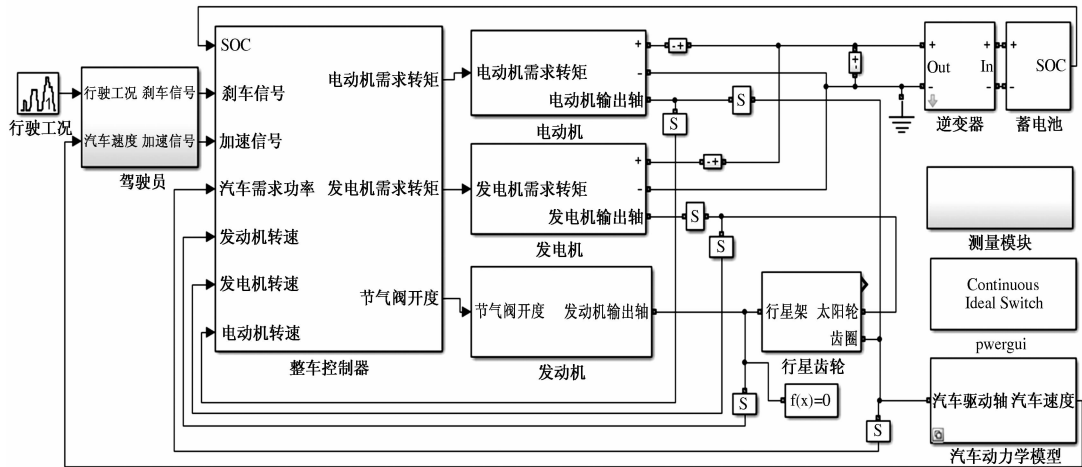 行驶工况
行驶工况 刹车信号
汽车速度 加速信号
驾驶员
SOC
刹车信号
加速信号
汽车需求功率
发动机转速
发电机转速
电动机转速
电动机需求转矩
发电机需求转矩
节气阀开度
整车控制器
电动机需求转矩
+
-
电动机输出轴
电动机
发电机需求转矩
+
-
发电机输出轴
发电机
节气阀开度 发动机输出轴
发动机
- +
- +
- +
S
S
S
S
S
S
行星架 太阳轮
齿圈
行星齿轮
f(x)=0
+ +
Out In
- -
逆变器
+
SOC
-
蓄电池
测量模块
Continuous
Ideal Switch
pwergui
汽车驱动轴 汽车速度
汽车动力学模型